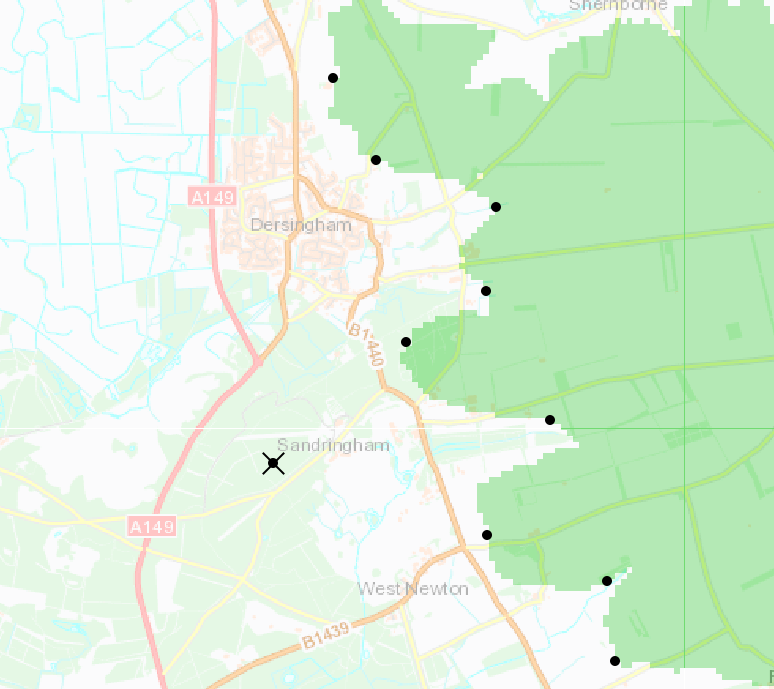 Shernborne
A149
Dersingham
B1440
Sandringham
A149
West Newton
B1439